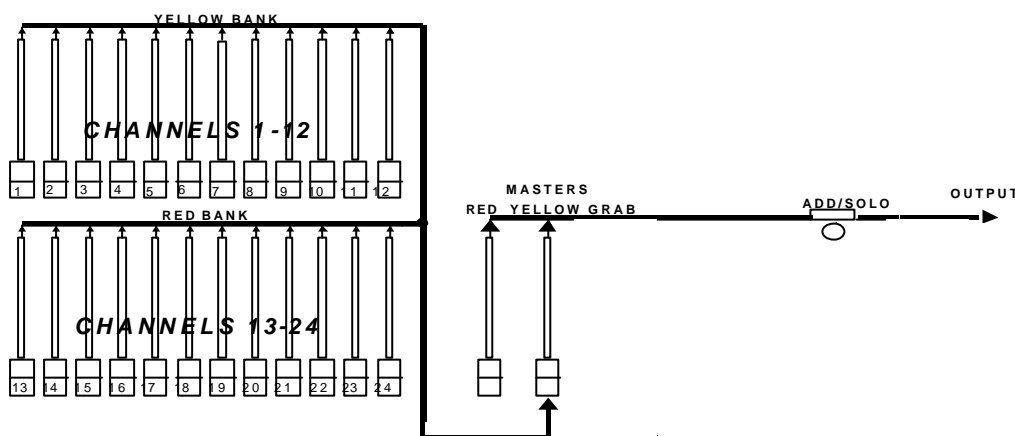 YELLOW BANK
CHANNELS 1-12
1 2 3 4 5 6 7 8 9 10 11 12
RED BANK
MASTERS
RED YELLOW GRAB
ADD/SOLO
OUTPUT
CHANNELS 13-24
13 14 15 16 17 18 19 20 21 22 23 24